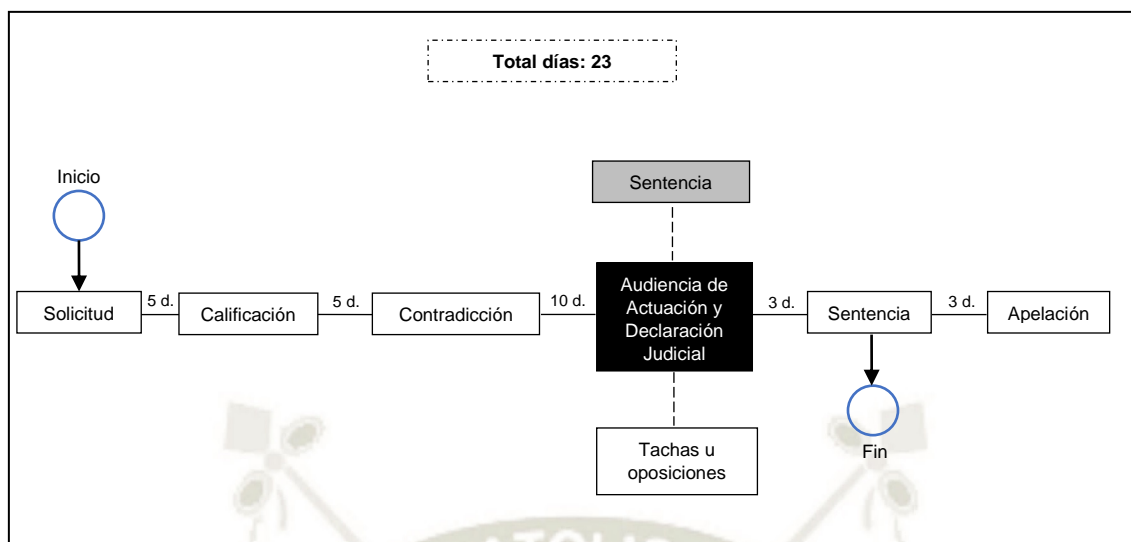 Total días: 23
Inicio
Sentencia
Solicitud
5 d.
Calificación
5 d.
Contradicción
10 d.
Audiencia de
Actuación y
Declaración
Judicial
3 d.
Sentencia
3 d.
Apelación
Tachas u
oposiciones
Fin